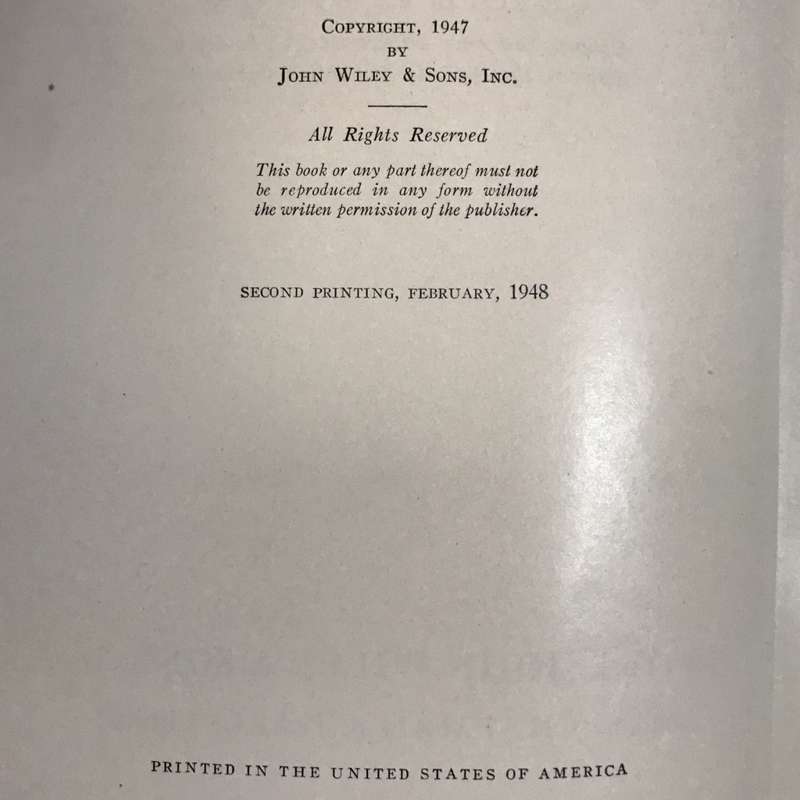 COPYRIGHT, 1947
BY
JOHN WILEY & SONS, INC.
All Rights Reserved
This book or any part thereof must not
be reproduced in any form without
the written permission of the publisher.
SECOND PRINTING, FEBRUARY, 1948
PRINTED IN THE UNITED STATES OF AMERICA